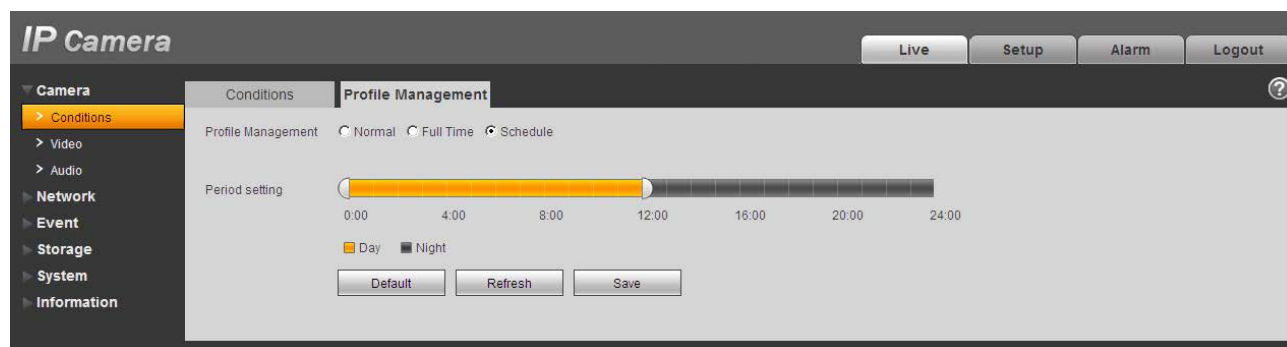 IP Camera
Live Setup Alarm Logout
Camera
Conditions
Video
Audio
Network
Event
Storage
System
Information
Conditions Profile Management
?
Profile Management Normal Full Time Schedule
Period setting
0:00 4:00 8:00 12:00 16:00 20:00 24:00
Day Night
Default Refresh Save